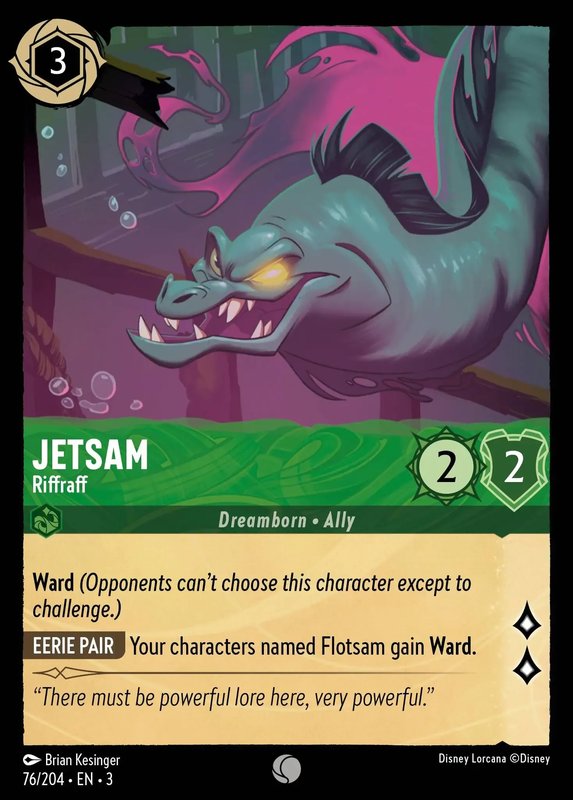 3
JETSAM
Riffraff
2
2
Dreamborn • Ally
Ward (Opponents can't choose this character except to
challenge.)
EERIE PAIR Your characters named Flotsam gain Ward.
“There must be powerful lore here, very powerful.”
Brian Kesinger
Disney Lorcana ©Disney
76/204 • EN • 3